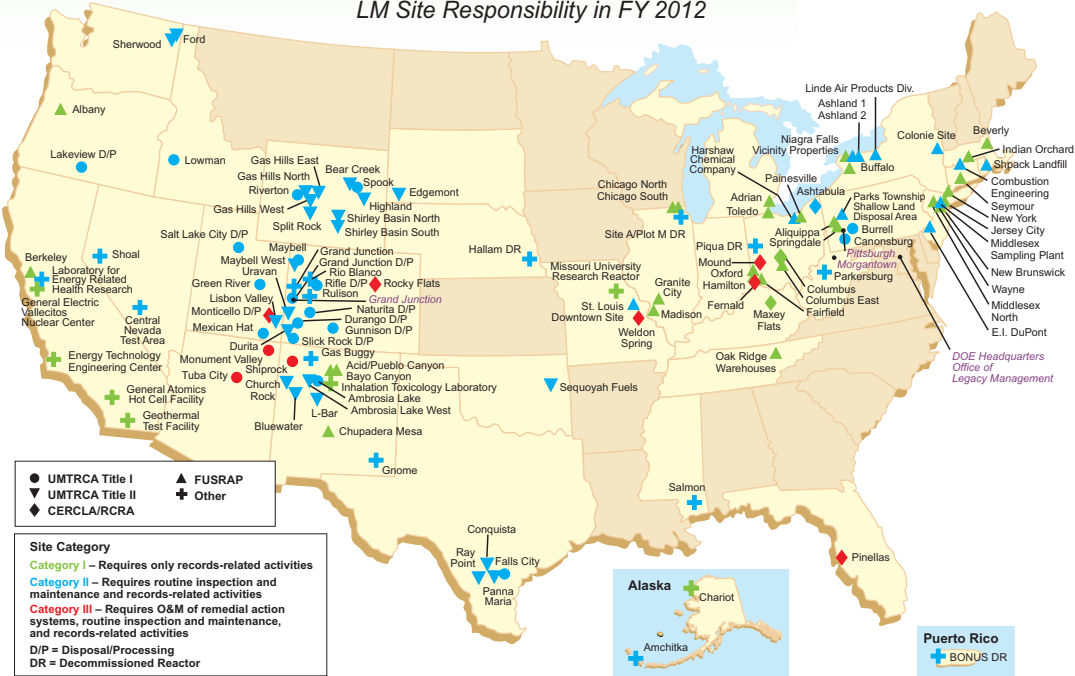 LM Site Responsibility in FY 2012
Sherwood
Ford
Albany
Lakeview D/P
Lowman
Gas Hills East
Gas Hills North
Riverton
Gas Hills West
Split Rock
Bear Creek
Spook
Highland
Shirley Basin North
Shirley Basin South
Edgemont
Salt Lake City D/P
Maybell
Maybell West
Uravan
Green River
Lisbon Valley
Monticello D/P
Mexican Hat
Durita
Monument Valley
Tuba City
Shiprock
Church
Rock
Bluewater
L-Bar
Grand Junction
Grand Junction D/P
Rio Blanco
Rifle D/P
Rulison
Grand Junction
Naturita D/P
Durango D/P
Gunnison D/P
Slick Rock D/P
Gas Buggy
Acid/Pueblo Canyon
Bayo Canyon
Inhalation Toxicology Laboratory
Ambrosia Lake
Ambrosia Lake West
Chupadera Mesa
Gnome
Rocky Flats
Berkeley
Laboratory for
Energy Related
Health Research
General Electric
Vallecitos
Nuclear Center
Shoal
Central
Nevada
Test Area
Energy Technology
Engineering Center
General Atomics
Hot Cell Facility
Geothermal
Test Facility
Hallam DR
Sequoyah Fuels
Conquista
Ray
Point
Falls City
Panna
Maria
Missouri University
Research Reactor
St. Louis
Downtown Site
Weldon
Spring
Granite
City
Madison
Chicago North
Chicago South
Site A/Plot M DR
Harshaw
Chemical
Company
Adrian
Toledo
Piqua DR
Mound
Oxford
Hamilton
Fernald
Maxey
Flats
Fairfield
Columbus East
Columbus
Parkersburg
Painesville
Ashtabula
Aliquippa
Springdale
Niagra Falls
Vicinity Properties
Linde Air Products Div.
Ashland 1
Ashland 2
Buffalo
Parks Township
Shallow Land
Disposal Area
Burrell
Canonsburg
Pittsburgh
Morgantown
Colonie Site
Beverly
Indian Orchard
Shpack Landfill
Combustion
Engineering
Seymour
New York
Jersey City
Middlesex
Sampling Plant
New Brunswick
Wayne
Middlesex
North
E.I. DuPont
DOE Headquarters
Office of
Legacy Management
Oak Ridge
Warehouses
Salmon
Pinellas
UMTRCA Title I
UMTRCA Title II
CERCLA/RCRA
FUSRAP
Other
Site Category
Category I – Requires only records-related activities
Category II – Requires routine inspection and
maintenance and records-related activities
Category III – Requires O&M of remedial action
systems, routine inspection and maintenance,
and records-related activities
D/P = Disposal/Processing
DR = Decommissioned Reactor
Alaska
Chariot
Amchitka
Puerto Rico
BONUS DR